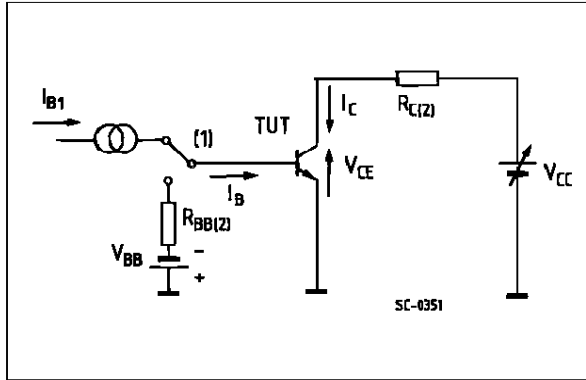 I_B1
(1)
TUT
I_C
R_C(2)
V_CE
V_CC
I_B
R_BB(2)
V_BB
-
+
SC-0351